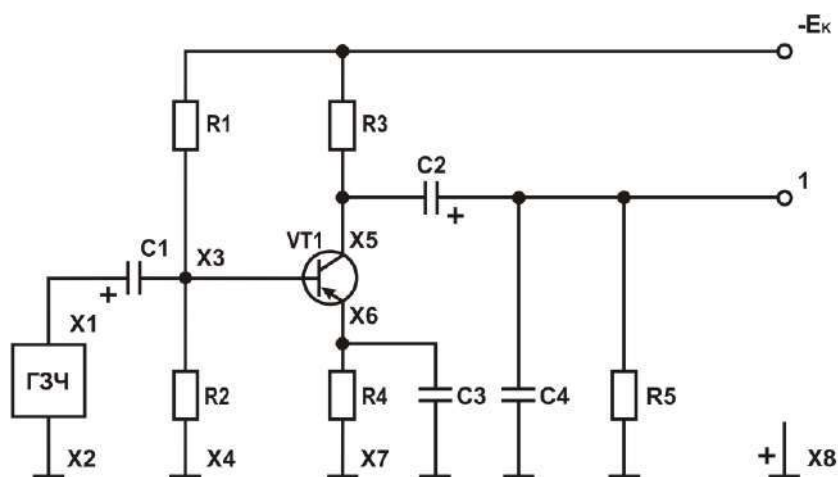 -Eк
R1
R3
C2
1
+
C1
X3
VT1
X5
+
X1
X6
ГЗЧ
R2
R4
C3
C4
R5
X2
X4
X7
+
X8